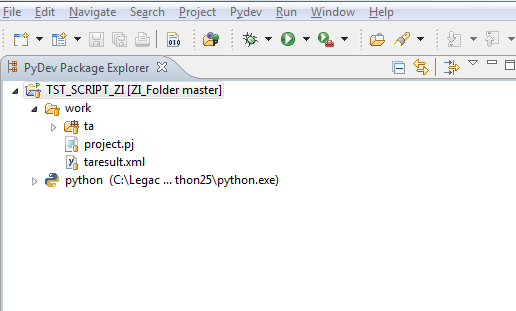 File Edit Navigate Search Project Pydev Run Window Help
010
PyDev Package Explorer
TST_SCRIPT_ZI [ZI_Folder master]
work
ta
project.pj
taresult.xml
python (C:\Legac ... thon25\python.exe)